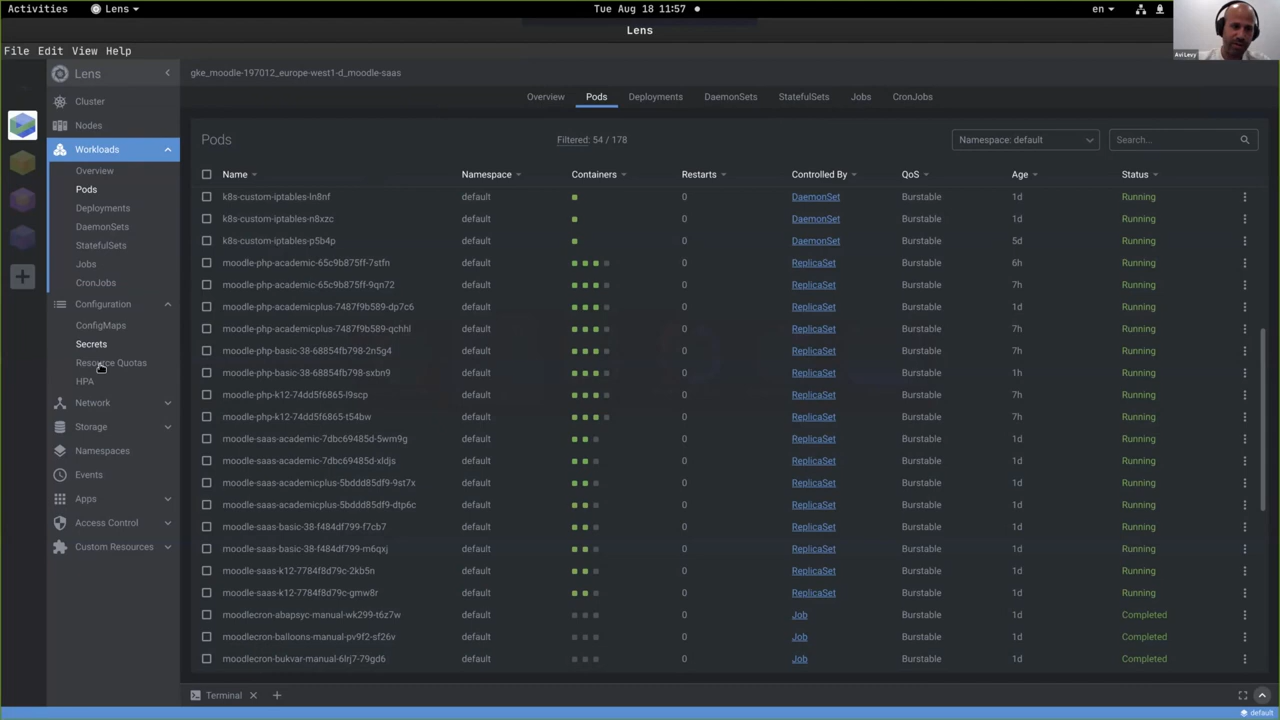 Activities Lens Tue Aug 18 11:57 en
Lens
File Edit View Help
Avi Levy
Lens gke_moodle-197012_europe-west1-d_moodle-saas
Cluster
Nodes
Workloads
Overview
Pods
Deployments
DaemonSets
StatefulSets
Jobs
CronJobs
Configuration
ConfigMaps
Secrets
Resource Quotas
HPA
Network
Storage
Namespaces
Events
Apps
Access Control
Custom Resources
Overview Pods Deployments DaemonSets StatefulSets Jobs CronJobs
Pods Filtered: 54 / 178 Namespace: default Search...
Name Namespace Containers Restarts Controlled By QoS Age Status
k8s-custom-iptables-ln8nf default 0 DaemonSet Burstable 1d Running
k8s-custom-iptables-n8xzc default 0 DaemonSet Burstable 1d Running
k8s-custom-iptables-p5b4p default 0 DaemonSet Burstable 5d Running
moodle-php-academic-65c9b875ff-7stfn default 0 ReplicaSet Burstable 6h Running
moodle-php-academic-65c9b875ff-9qn72 default 0 ReplicaSet Burstable 7h Running
moodle-php-academicplus-7487f9b589-dp7c6 default 0 ReplicaSet Burstable 1d Running
moodle-php-academicplus-7487f9b589-qchhl default 0 ReplicaSet Burstable 7h Running
moodle-php-basic-38-68854fb798-2n5g4 default 0 ReplicaSet Burstable 7h Running
moodle-php-basic-38-68854fb798-sxbn9 default 0 ReplicaSet Burstable 1h Running
moodle-php-k12-74dd5f6865-l9scp default 0 ReplicaSet Burstable 7h Running
moodle-php-k12-74dd5f6865-t54bw default 0 ReplicaSet Burstable 7h Running
moodle-saas-academic-7dbc69485d-5wm9g default 0 ReplicaSet Burstable 1d Running
moodle-saas-academic-7dbc69485d-xldjs default 0 ReplicaSet Burstable 1d Running
moodle-saas-academicplus-5bddd85df9-9st7x default 0 ReplicaSet Burstable 1d Running
moodle-saas-academicplus-5bddd85df9-dtp6c default 0 ReplicaSet Burstable 1d Running
moodle-saas-basic-38-f484df799-f7cb7 default 0 ReplicaSet Burstable 1d Running
moodle-saas-basic-38-f484df799-m6qxj default 0 ReplicaSet Burstable 1d Running
moodle-saas-k12-7784f8d79c-2kb5n default 0 ReplicaSet Burstable 1d Running
moodle-saas-k12-7784f8d79c-gmw8r default 0 ReplicaSet Burstable 1d Running
moodlecron-abapsyc-manual-wk299-t6z7w default 0 Job Burstable 1d Completed
moodlecron-balloons-manual-pv9f2-sf26v default 0 Job Burstable 1d Completed
moodlecron-bukvar-manual-6lrj7-79gd6 default 0 Job Burstable 1d Completed
Terminal
default